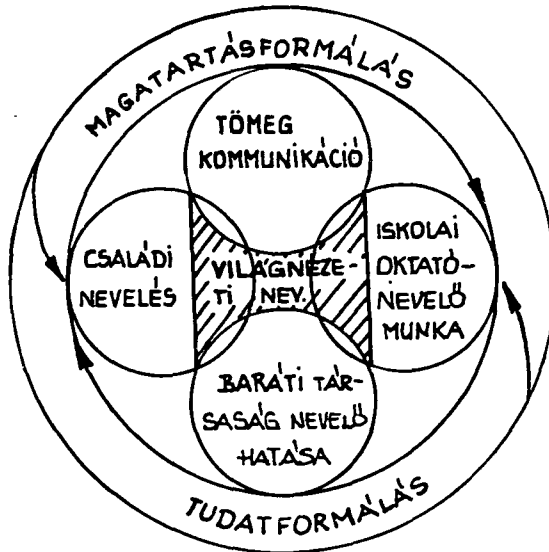 MAGATARTÁSFORMÁLÁS
TÖMEG
KOMMUNIKÁCIÓ
CSALÁDI
NEVELÉS
VILÁGNÉZE-
TI NEV.
ISKOLAI
OKTATÓ-
NEVELŐ
MUNKA
BARÁTI TÁR-
SASÁG NEVELŐ
HATÁSA
TUDATFORMÁLÁS